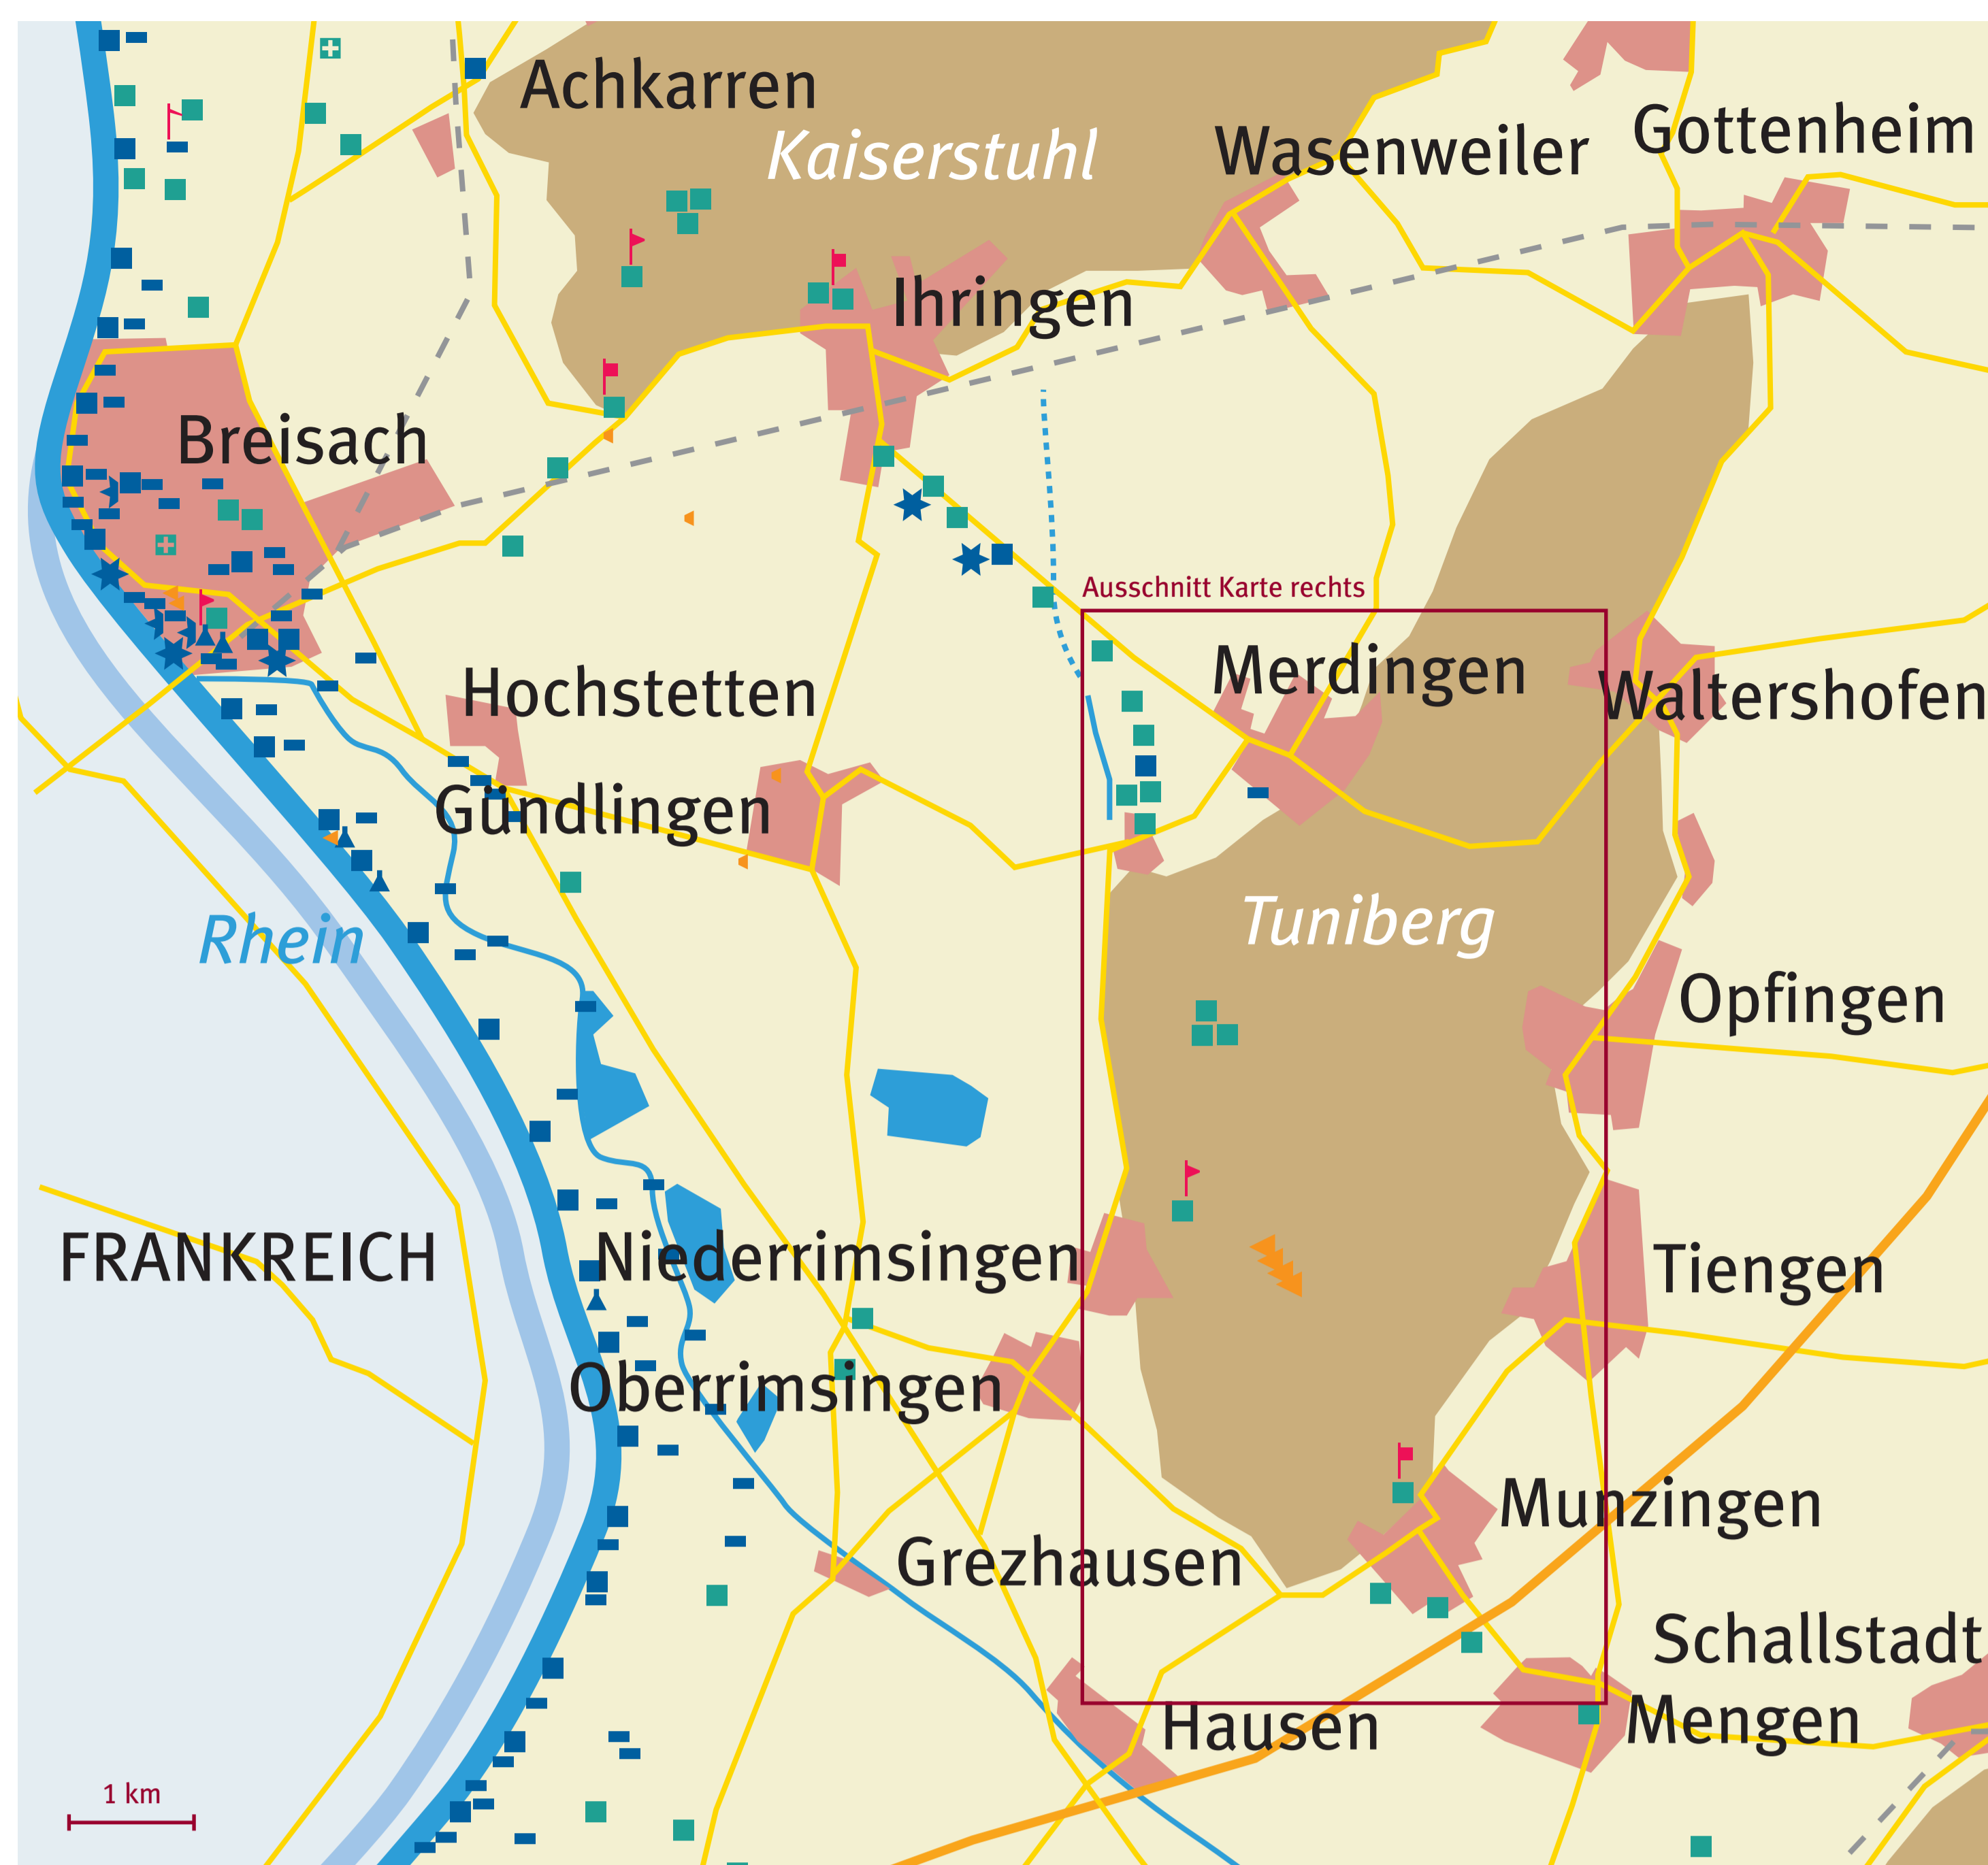 Achkarren
Kaiserstuhl
Wasenweiler
Gottenheim
Ihringen
Breisach
Ausschnitt Karte rechts
Merdingen
Waltershofen
Hochstetten
Gündlingen
Tuniberg
Rhein
Opfingen
FRANKREICH
Niederrimsingen
Tiengen
Oberrimsingen
Munzingen
Grezhausen
Schallstadt
Mengen
Hausen
1 km